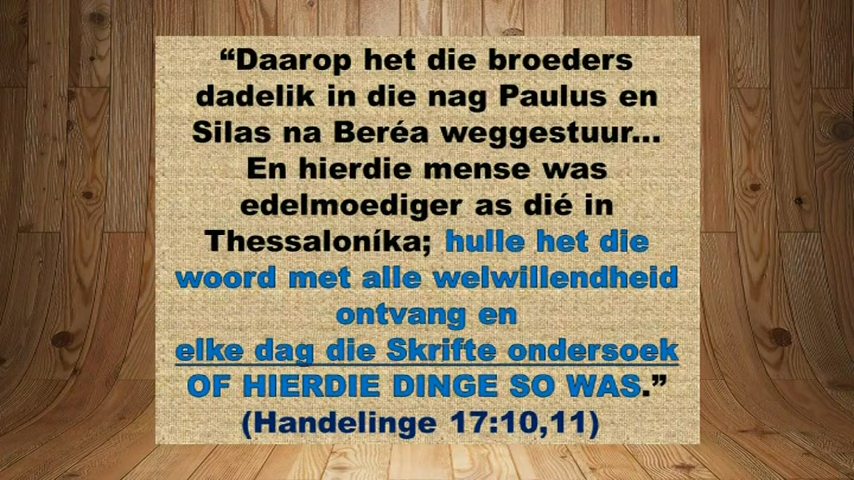 “Daarop het die broeders
dadelik in die nag Paulus en
Silas na Beréa weggestuur...
En hierdie mense was
edelmoediger as dié in
Thessaloníka; hulle het die
woord met alle welwillendheid
ontvang en
elke dag die Skrifte ondersoek
OF HIERDIE DINGE SO WAS.”
(Handelinge 17:10,11)